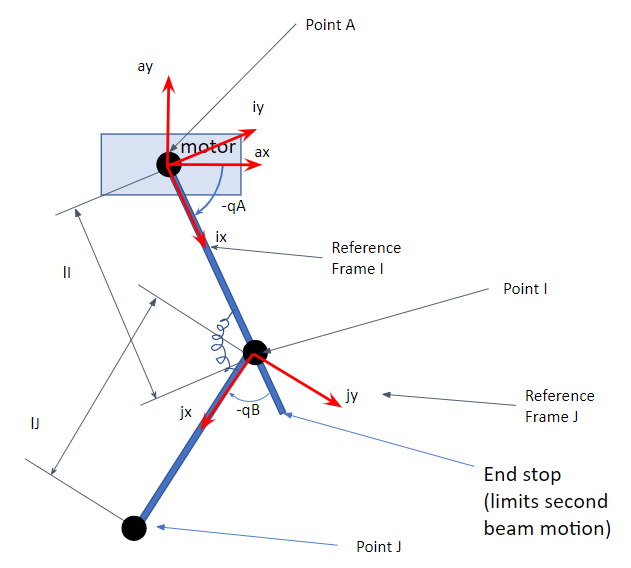 Point A
ay
iy
motor
ax
-qA
ix
Reference
Frame I
lI
Point I
lJ
jx
-qB
jy
Reference
Frame J
End stop
(limits second
beam motion)
Point J